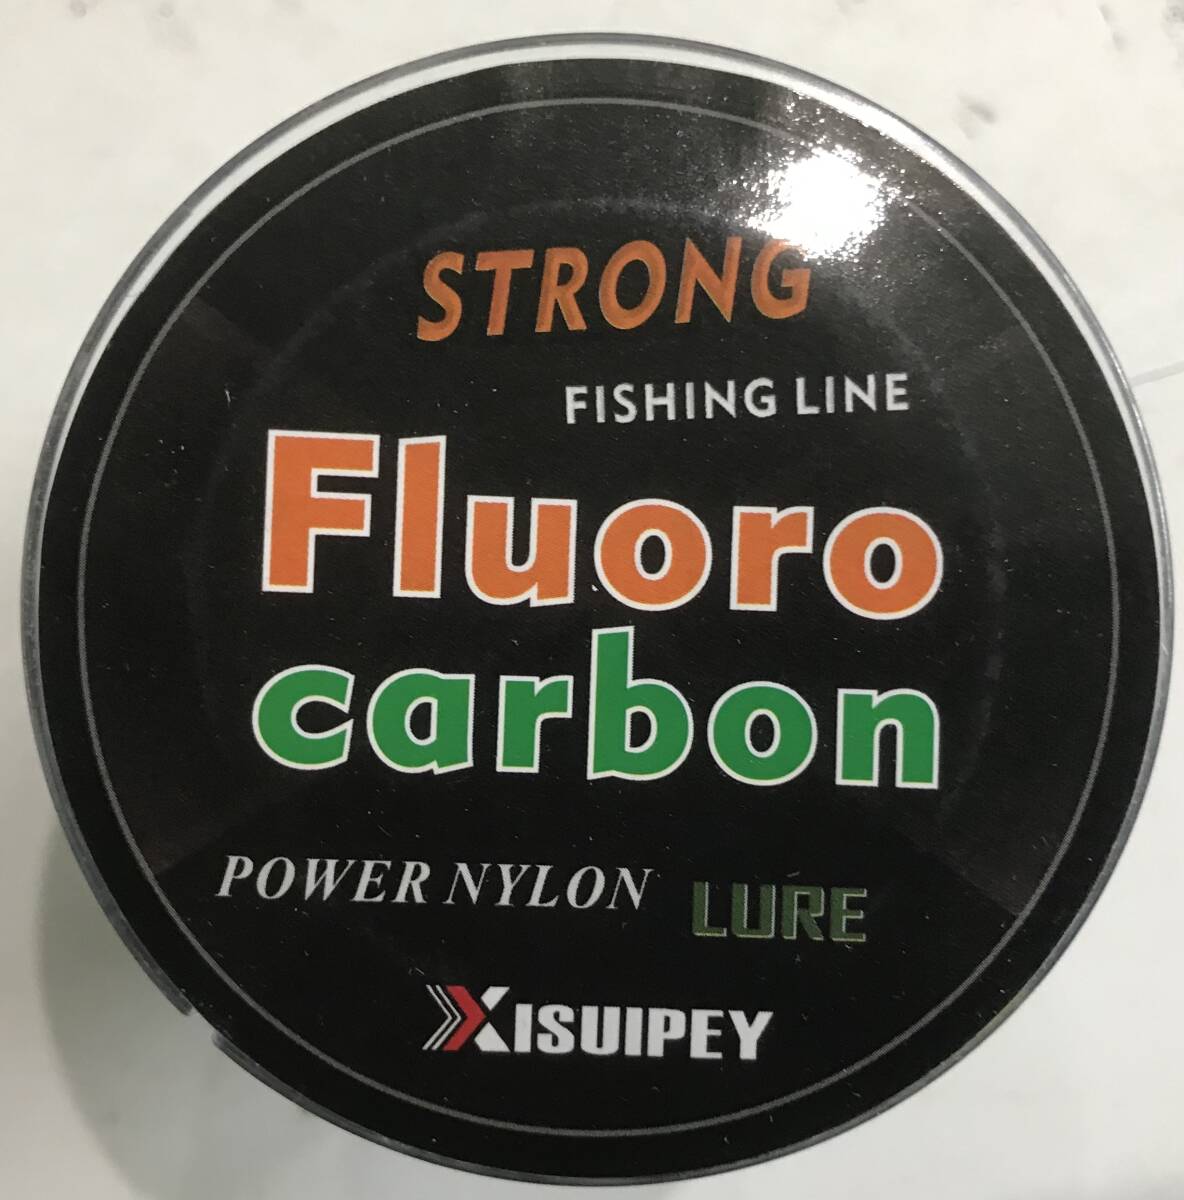 STRONG
FISHING LINE
Fluoro
carbon
POWER NYLON LURE
XISUIPEY